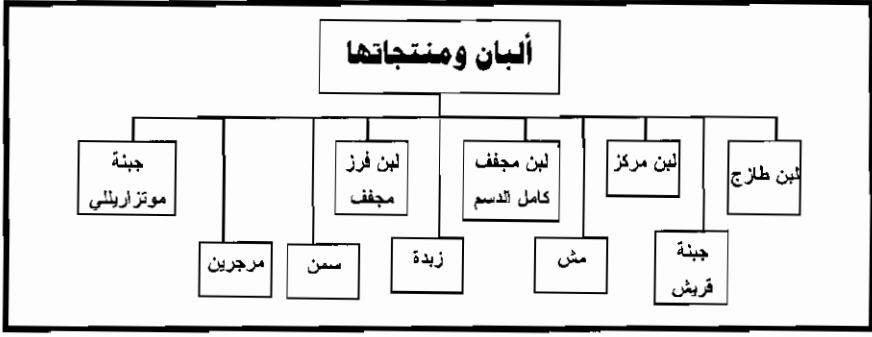 ألبان ومنتجاتها
لبن طازج
لبن مركز
لبن مجفف
كامل الدسم
لبن فرز
مجفف
جبنة
موتزاريللي
جبنة
قريش
مش
زبدة
سمن
مرجرين